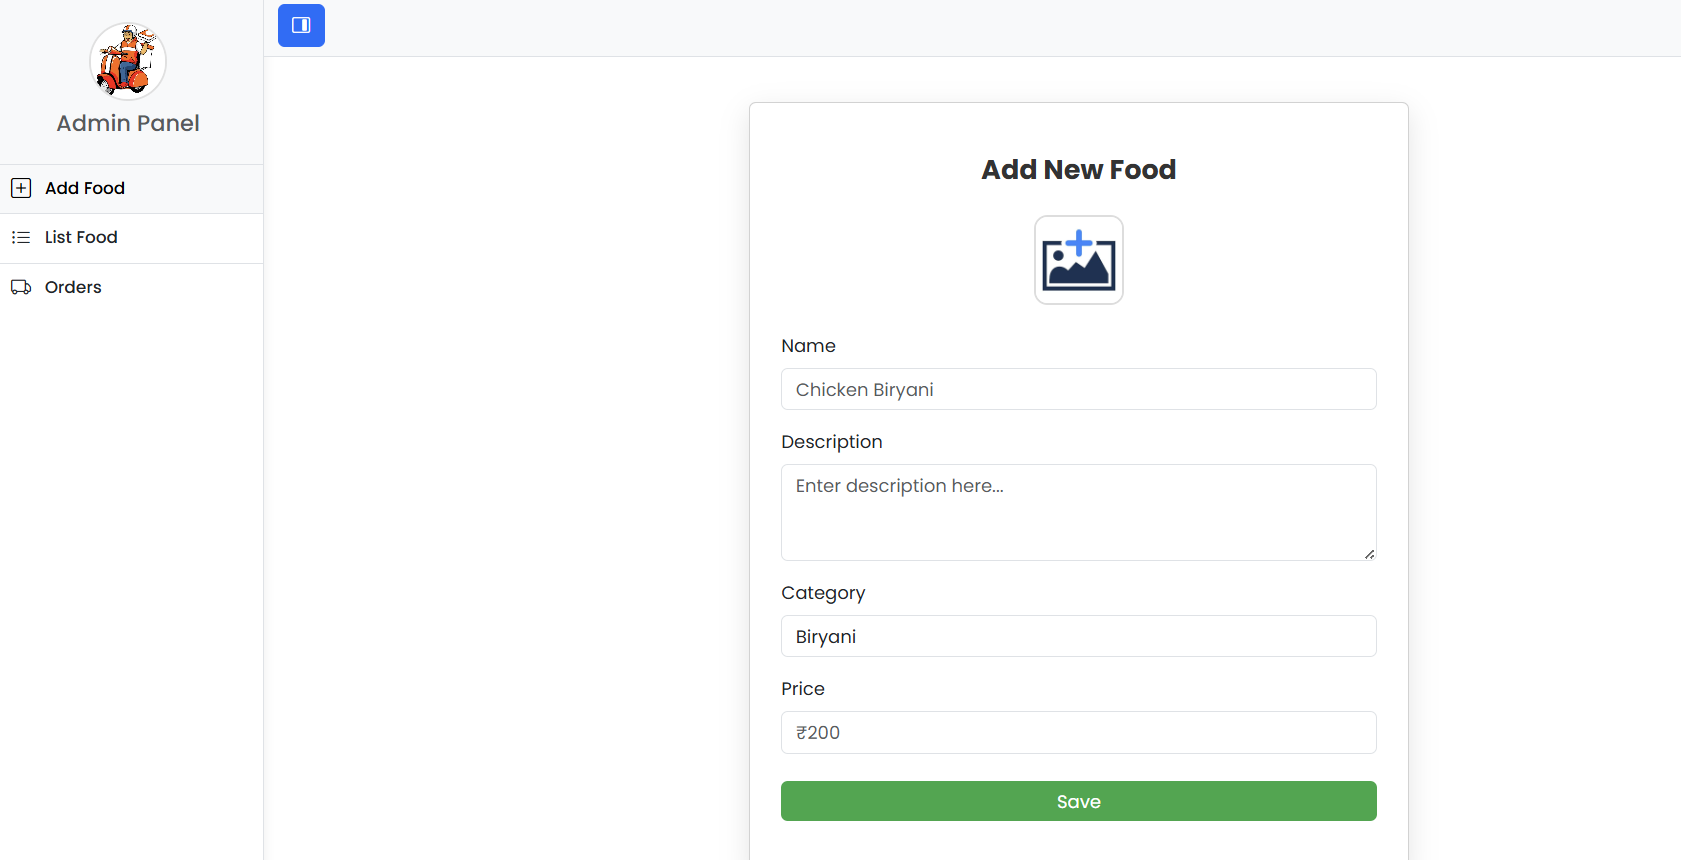 Admin Panel
Add Food
List Food
Orders
Add New Food
Name
Chicken Biryani
Description
Enter description here...
Category
Biryani
Price
₹200
Save